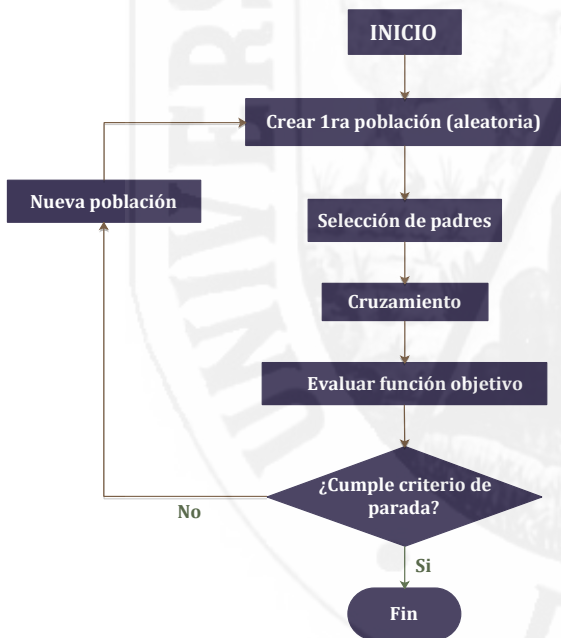 INICIO
Crear 1ra población (aleatoria)
Nueva población
Selección de padres
Cruzamiento
Evaluar función objetivo
¿Cumple criterio de
parada?
No
Si
Fin